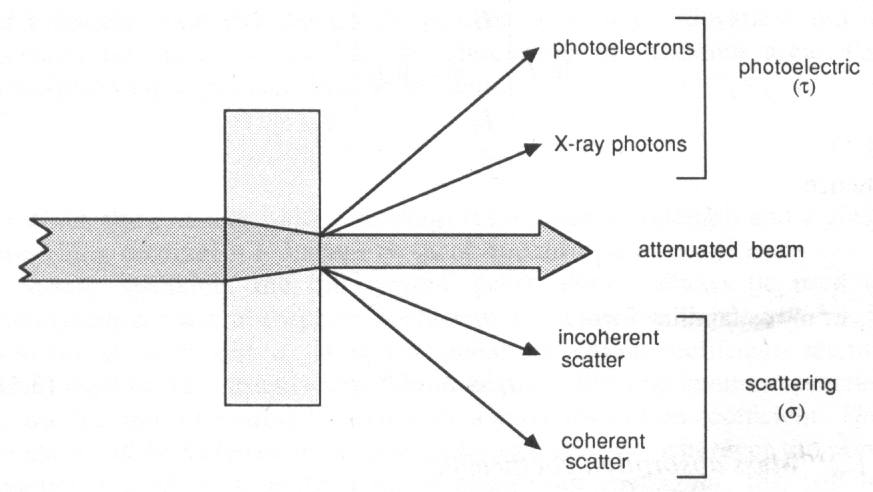 photoelectrons
photoelectric
(τ)
X-ray photons
attenuated beam
incoherent
scatter
scattering
(σ)
coherent
scatter